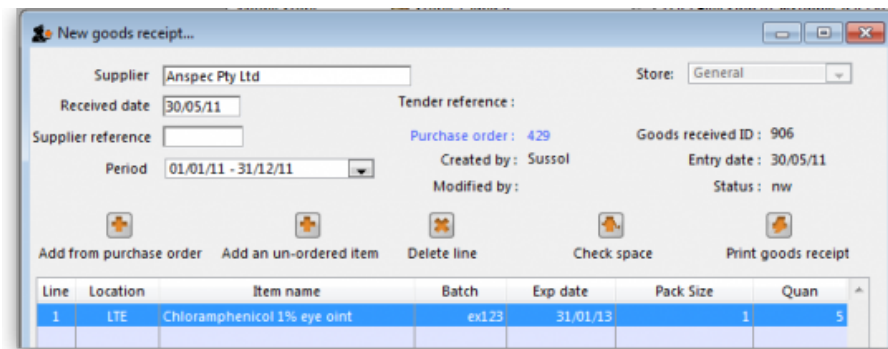 New goods receipt...
Supplier Anspec Pty Ltd Store: General
Received date 30/05/11 Tender reference :
Supplier reference Purchase order : 429 Goods received ID : 906
Period 01/01/11 - 31/12/11 Created by : Sussol Entry date : 30/05/11
Modified by : Status : nw
Add from purchase order Add an un-ordered item Delete line Check space Print goods receipt
Line Location Item name Batch Exp date Pack Size Quan
1 LTE Chloramphenicol 1% eye oint ex123 31/01/13 1 5